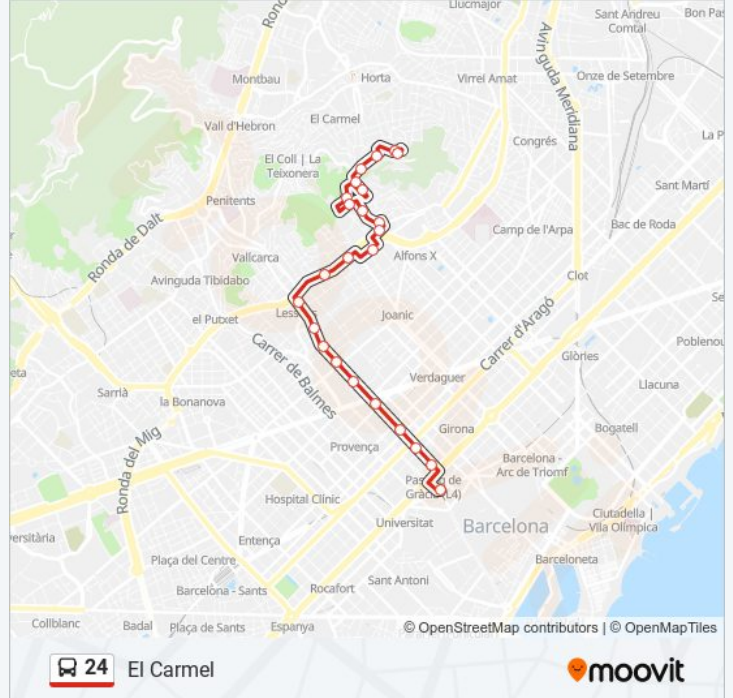 Llucmajor
Sant Andreu
Comtal
Bon Pas
Rond
Avinguda Meridiana
Montbau
Horta
Virrei Amat
Onze de Setembre
El Carmel
Vall d'Hebron
Congrés
La P
El Coll | La
Teixonera
Sant Martí
Penitents
Ronda de Dalt
Camp de l'Arpa
Bac de Roda
Vallcarca
Alfons X
Avinguda Tibidabo
Clot
Se
Less
Joanic
el Putxet
Carrer d'Aragó
Poblenou
Glòries
eta
Carrer de Balmes
Verdaguer
Llacuna
Sarrià
la Bonanova
Girona
Bogatell
Ronda del Mig
Provença
Barcelona -
Arc de Triomf
Pas de
Gràcia (L4)
Hospital Clínic
Ciutadella |
Vila Olímpica
Universitat
Barcelona
ersitària
Entença
Plaça del Centre
Barceloneta
Sant Antoni
Barcelona - Sants
Rocafort
Collblanc
Badal
Plaça de Sants
Espanya
© OpenStreetMap contributors | © OpenMapTiles
24 El Carmel
moovit